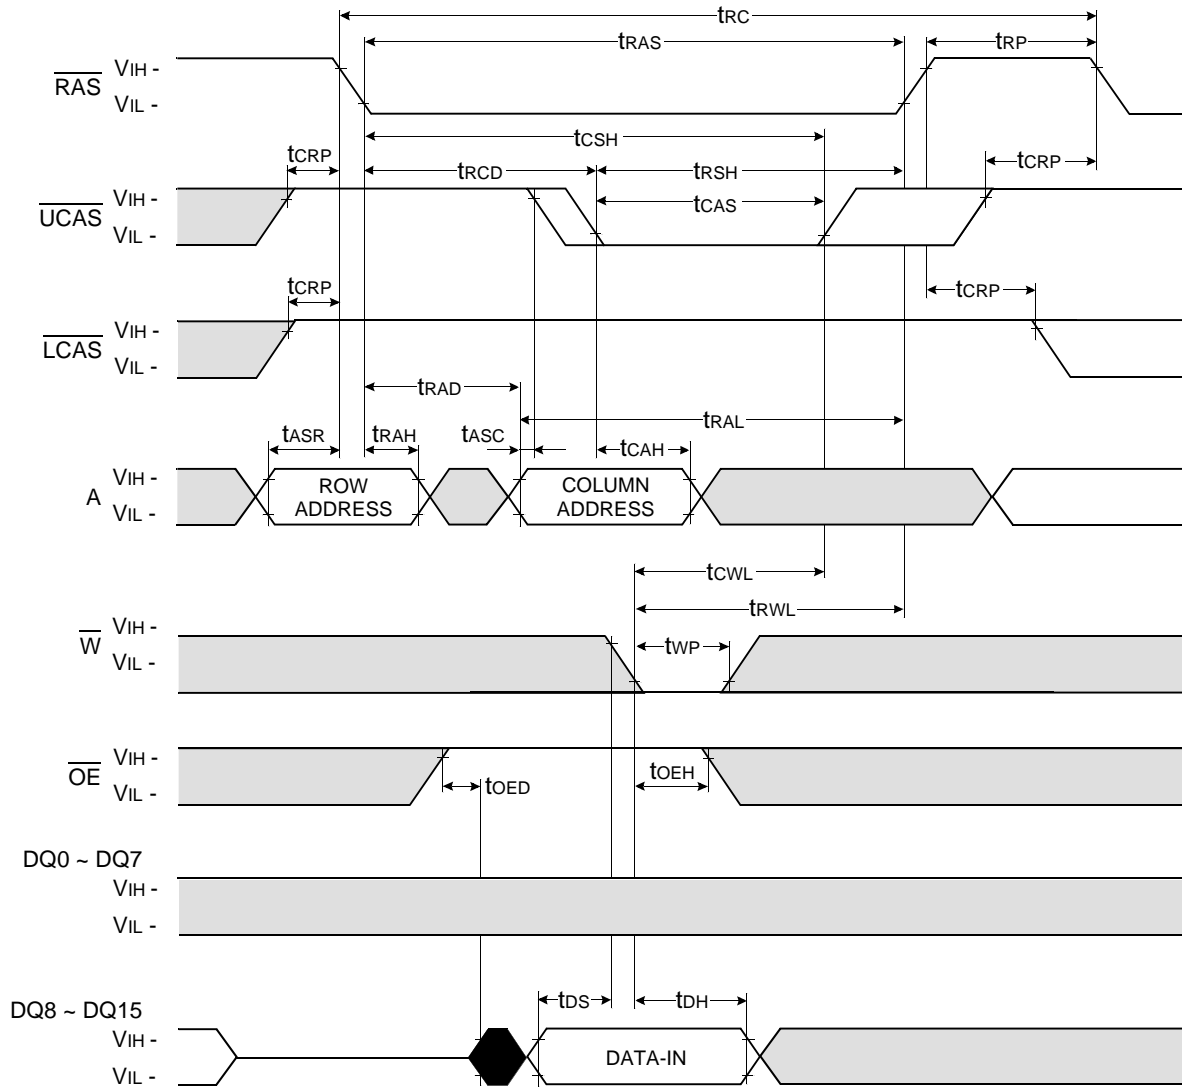 tRC
tRAS
tRP
RAS
VIH -
VIL -
tCSH
tCRP
tRCD
tRSH
tCRP
UCAS
VIH -
VIL -
tCAS
tCRP
tCRP
LCAS
VIH -
VIL -
tRAD
tRAL
tASR
tRAH
tASC
tCAH
A
VIH -
VIL -
ROW
ADDRESS
COLUMN
ADDRESS
tCWL
tRWL
W
VIH -
VIL -
tWP
OE
VIH -
VIL -
tOED
tOEH
DQ0 ~ DQ7
VIH -
VIL -
DQ8 ~ DQ15
VIH -
VIL -
tDS
tDH
DATA-IN